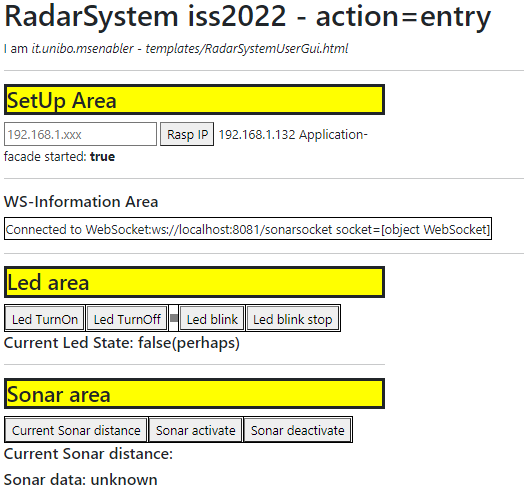 RadarSystem iss2022 - action=entry
I am it.unibo.msenabler - templates/RadarSystemUserGui.html
SetUp Area
192.168.1.xxx Rasp IP 192.168.1.132 Application-
facade started: true
WS-Information Area
Connected to WebSocket:ws://localhost:8081/sonarsocket socket=[object WebSocket]
Led area
Led TurnOn Led TurnOff Led blink Led blink stop
Current Led State: false(perhaps)
Sonar area
Current Sonar distance Sonar activate Sonar deactivate
Current Sonar distance:
Sonar data: unknown